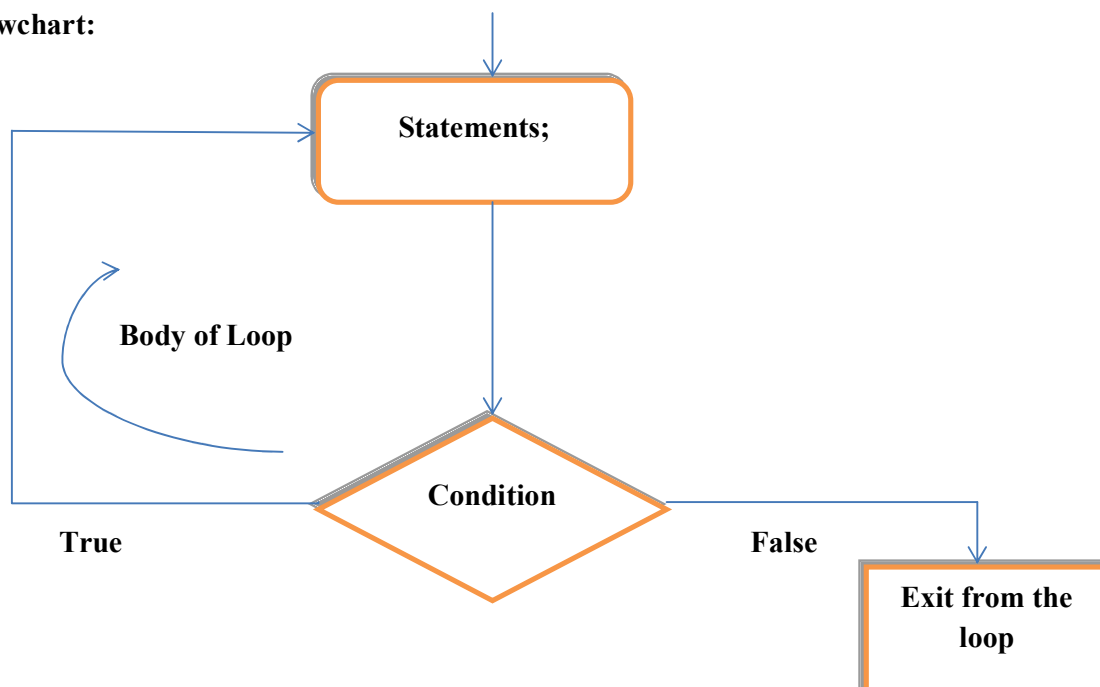 wchart:
Statements;
Body of Loop
Condition
True
False
Exit from the
loop